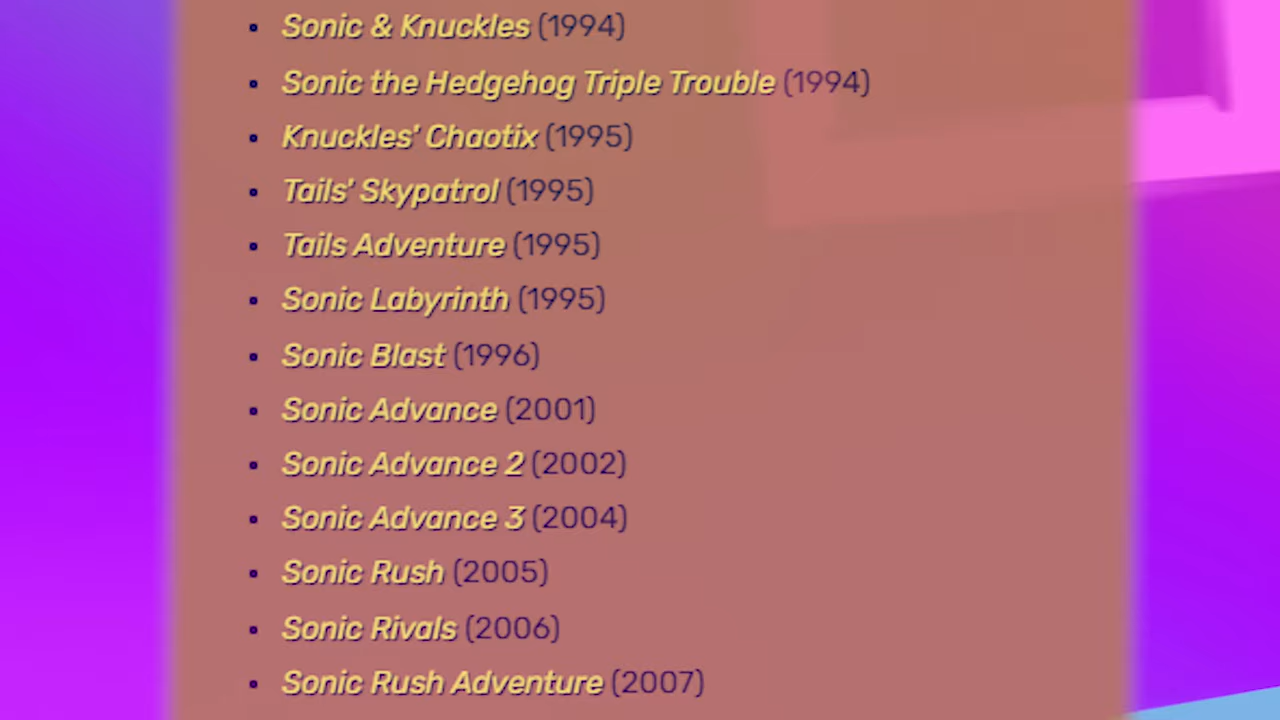 • Sonic & Knuckles (1994)
• Sonic the Hedgehog Triple Trouble (1994)
• Knuckles' Chaotix (1995)
• Tails' Skypatrol (1995)
• Tails Adventure (1995)
• Sonic Labyrinth (1995)
• Sonic Blast (1996)
• Sonic Advance (2001)
• Sonic Advance 2 (2002)
• Sonic Advance 3 (2004)
• Sonic Rush (2005)
• Sonic Rivals (2006)
• Sonic Rush Adventure (2007)